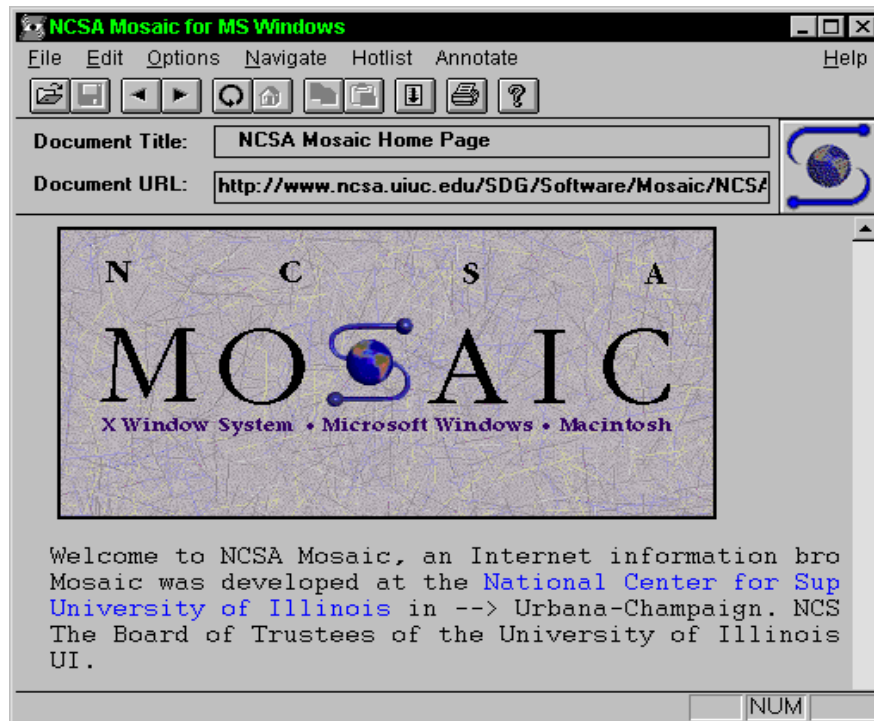 NCSA Mosaic for MS Windows
File Edit Options Navigate Hotlist Annotate Help
Document Title: NCSA Mosaic Home Page
Document URL: http://www.ncsa.uiuc.edu/SDG/Software/Mosaic/NCSA
N C S A
MOSAIC
X Window System • Microsoft Windows • Macintosh
Welcome to NCSA Mosaic, an Internet information bro
Mosaic was developed at the National Center for Sup
University of Illinois in --> Urbana-Champaign. NCS
The Board of Trustees of the University of Illinois
UI.
NUM